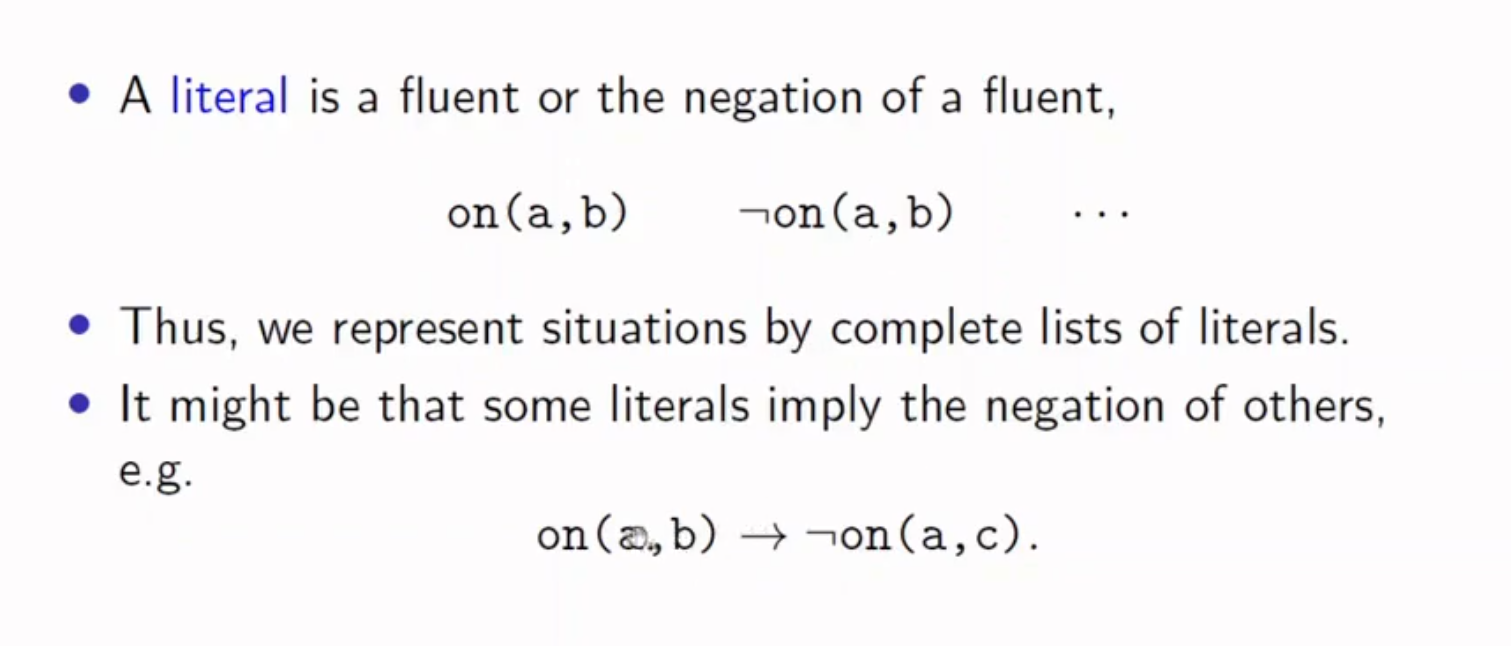 • A literal is a fluent or the negation of a fluent,
on(a,b) ¬on(a,b) ···
• Thus, we represent situations by complete lists of literals.
• It might be that some literals imply the negation of others,
e.g.
on(a,b) → ¬on(a,c).